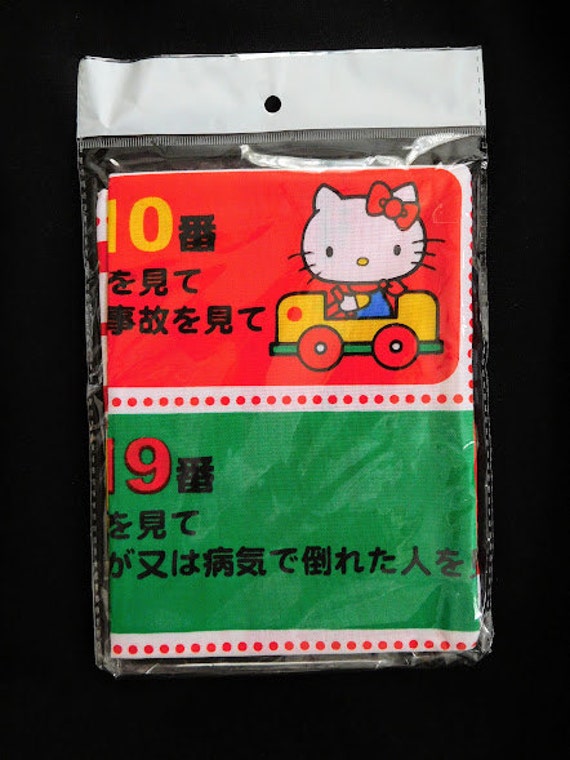 10番
を見て
事故を見て
19番
を見て
が又は病気で倒れた人を